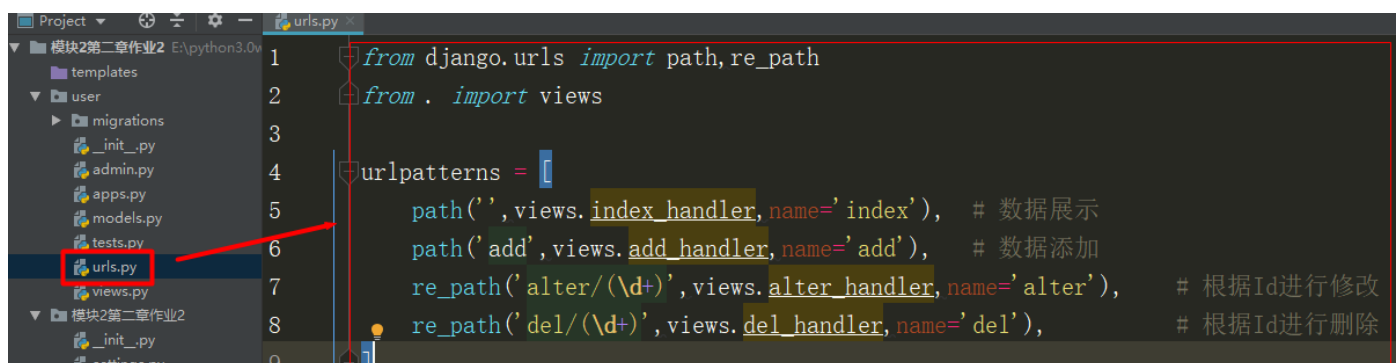 Project
urls.py
模块2第二章作业2 E:\python3.0w
templates
user
migrations
__init__.py
admin.py
apps.py
models.py
tests.py
urls.py
views.py
模块2第二章作业2
__init__.py
1 from django.urls import path,re_path
2 from . import views
3
4 urlpatterns = [
5 path('',views.index_handler,name='index'), # 数据展示
6 path('add',views.add_handler,name='add'), # 数据添加
7 re_path('alter/(\d+)',views.alter_handler,name='alter'), # 根据Id进行修改
8 re_path('del/(\d+)',views.del_handler,name='del'), # 根据Id进行删除
9 ]